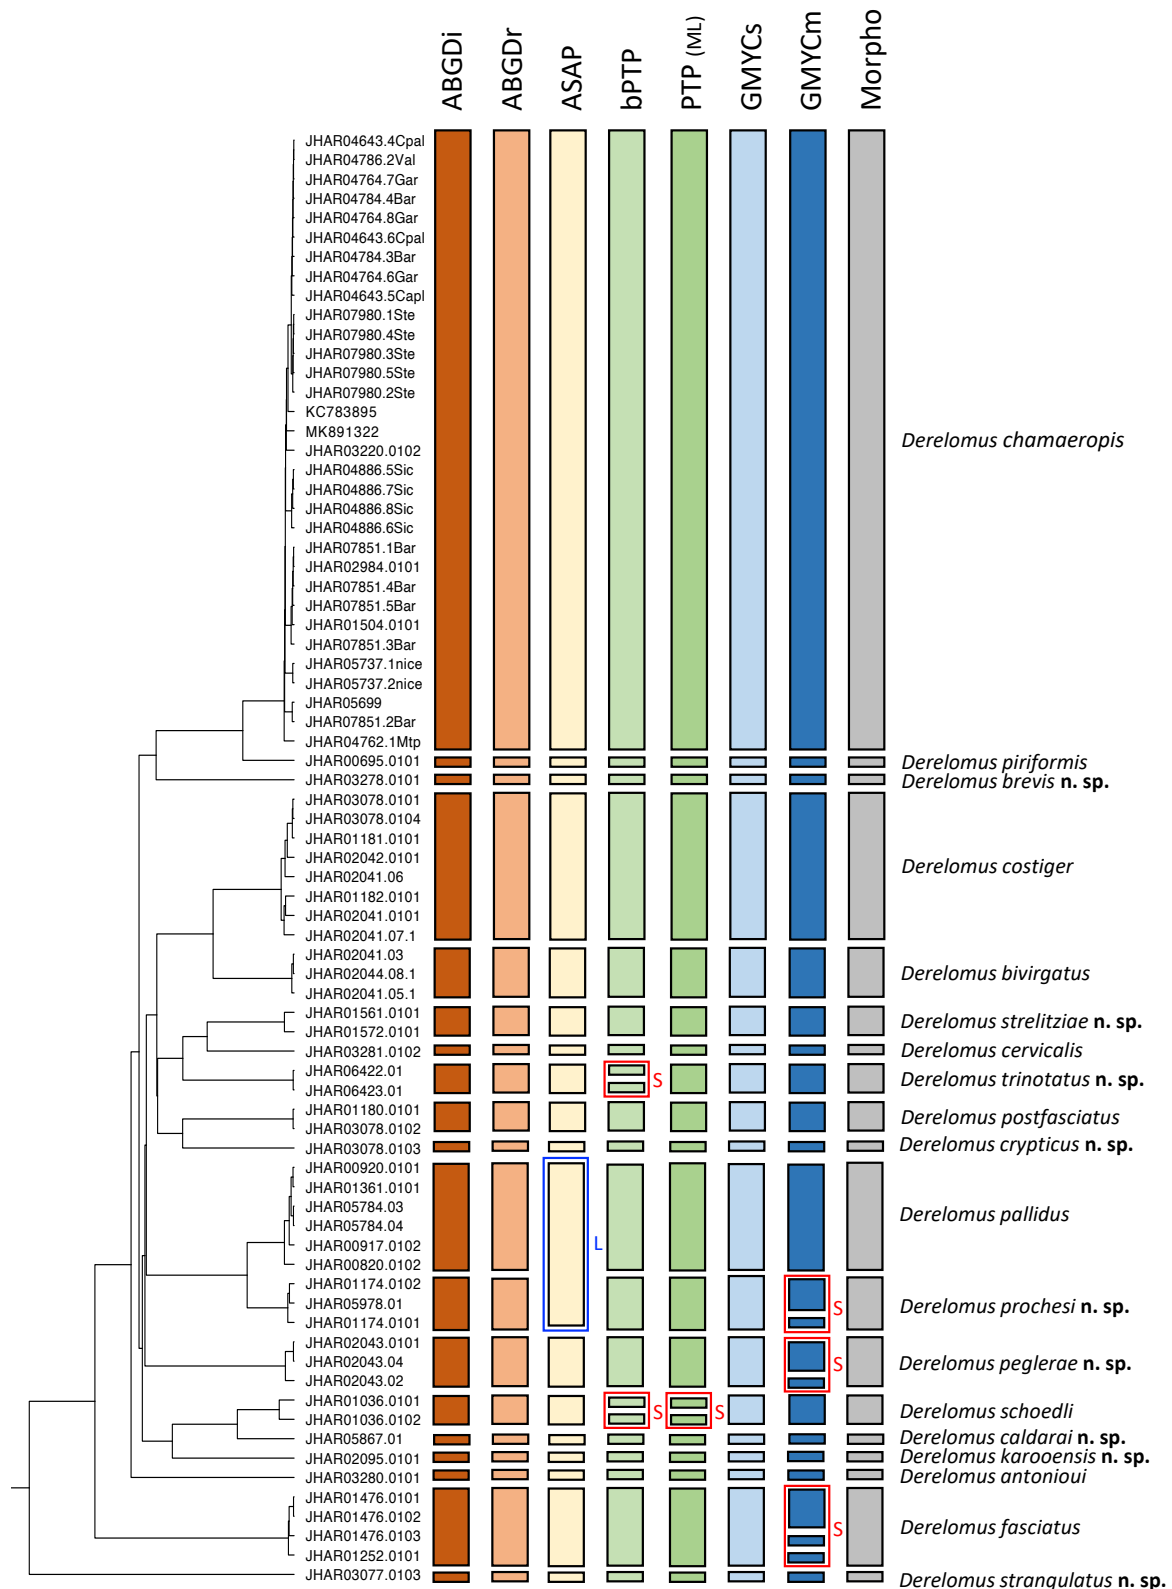 ABGDi
ABGDr
ASAP
bPTP
PTP (ML)
GMYCs
GMYCm
Morpho
JHAR04643.4Cpal
JHAR04786.2Val
JHAR04764.7Gar
JHAR04784.4Bar
JHAR04764.8Gar
JHAR04643.6Cpal
JHAR04784.3Bar
JHAR04764.6Gar
JHAR04643.5Capl
JHAR07980.1Ste
JHAR07980.4Ste
JHAR07980.3Ste
JHAR07980.5Ste
JHAR07980.2Ste
KC783895
MK891322
Derelomus chamaeropis
JHAR03220.0102
JHAR04886.5Sic
JHAR04886.7Sic
JHAR04886.8Sic
JHAR04886.6Sic
JHAR07851.1Bar
JHAR02984.0101
JHAR07851.4Bar
JHAR07851.5Bar
JHAR01504.0101
JHAR07851.3Bar
JHAR05737.1nice
JHAR05737.2nice
JHAR05699
JHAR07851.2Bar
JHAR04762.1Mtp
JHAR00695.0101 Derelomus piriformis
JHAR03278.0101 Derelomus brevis n. sp.
JHAR03078.0101
JHAR03078.0104
JHAR01181.0101
JHAR02042.0101 Derelomus costiger
JHAR02041.06
JHAR01182.0101
JHAR02041.0101
JHAR02041.07.1
JHAR02041.03
JHAR02044.08.1 Derelomus bivirgatus
JHAR02041.05.1
JHAR01561.0101
Derelomus strelitziae n. sp.
JHAR01572.0101
JHAR03281.0102 Derelomus cervicalis
JHAR06422.01
S Derelomus trinotatus n. sp.
JHAR06423.01
JHAR01180.0101
Derelomus postfasciatus
JHAR03078.0102
JHAR03078.0103 Derelomus crypticus n. sp.
JHAR00920.0101
JHAR01361.0101
JHAR05784.03
Derelomus pallidus
JHAR05784.04
JHAR00917.0102 L
JHAR00820.0102
JHAR01174.0102
JHAR05978.01 S Derelomus prochesi n. sp.
JHAR01174.0101
JHAR02043.0101
JHAR02043.04 S Derelomus peglerae n. sp.
JHAR02043.02
JHAR01036.0101
S S Derelomus schoedli
JHAR01036.0102
JHAR05867.01 Derelomus caldarai n. sp.
JHAR02095.0101 Derelomus karooensis n. sp.
JHAR03280.0101 Derelomus antonioui
JHAR01476.0101
JHAR01476.0102
S Derelomus fasciatus
JHAR01476.0103
JHAR01252.0101
JHAR03077.0103 Derelomus strangulatus n. sp.